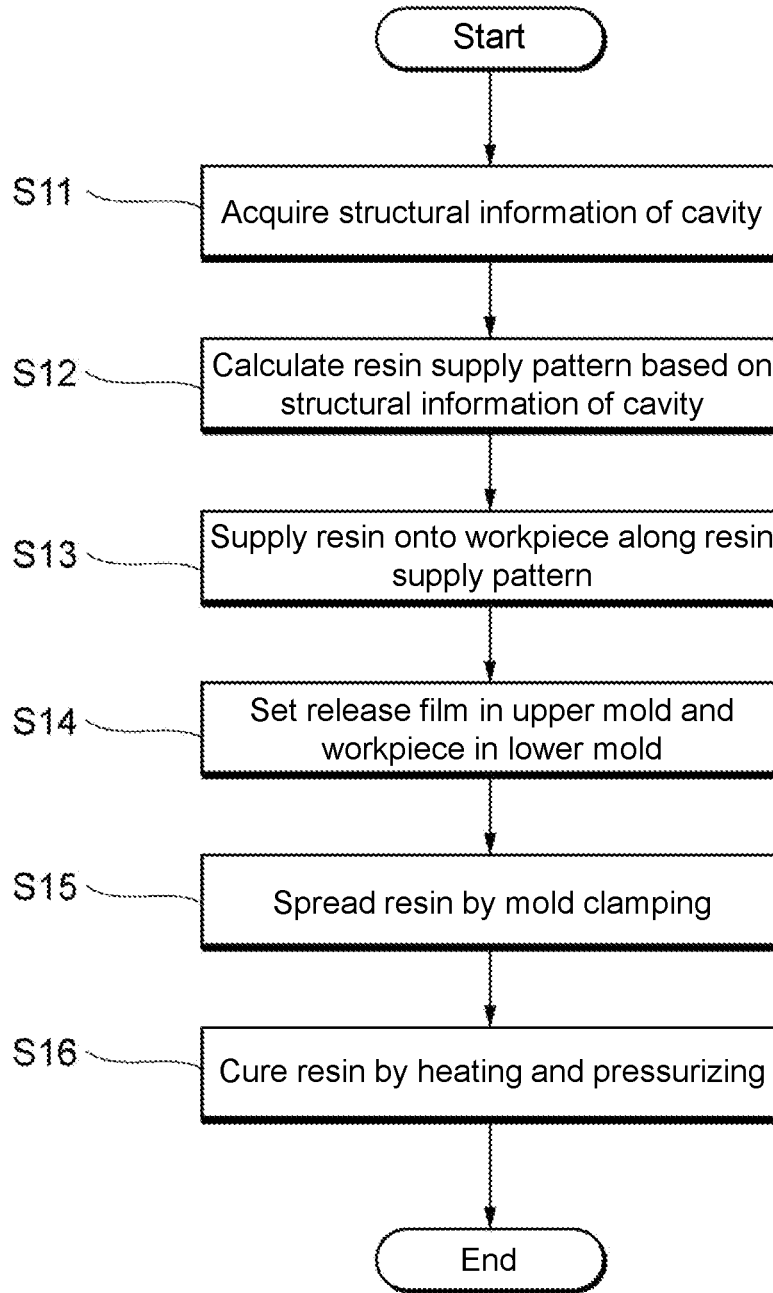 Start
S11
Acquire structural information of cavity
S12
Calculate resin supply pattern based on
structural information of cavity
S13
Supply resin onto workpiece along resin
supply pattern
S14
Set release film in upper mold and
workpiece in lower mold
S15
Spread resin by mold clamping
S16
Cure resin by heating and pressurizing
End